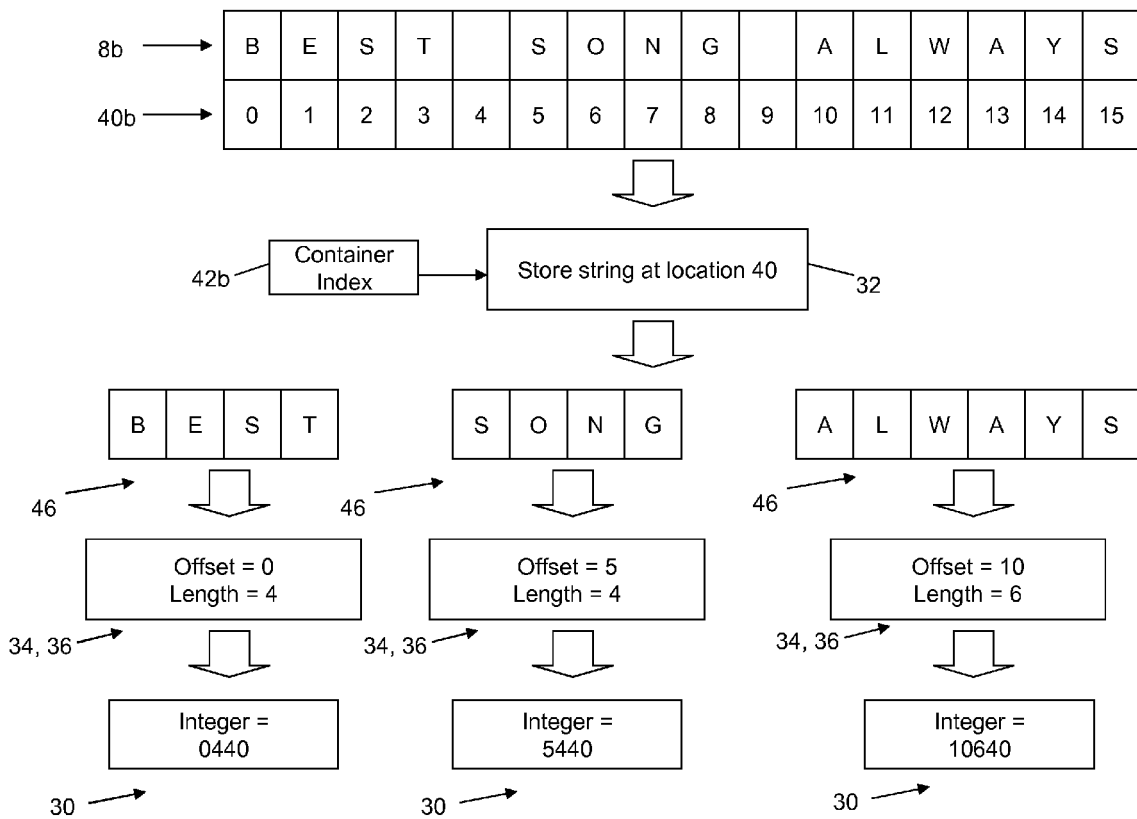 8b B E S T S O N G A L W A Y S
40b 0 1 2 3 4 5 6 7 8 9 10 11 12 13 14 15
Container
Index
42b
Store string at location 40
32
B E S T S O N G A L W A Y S
46 46 46
Offset = 0 Offset = 5 Offset = 10
Length = 4 Length = 4 Length = 6
34, 36 34, 36 34, 36
Integer = Integer = Integer =
0440 5440 10640
30 30 30